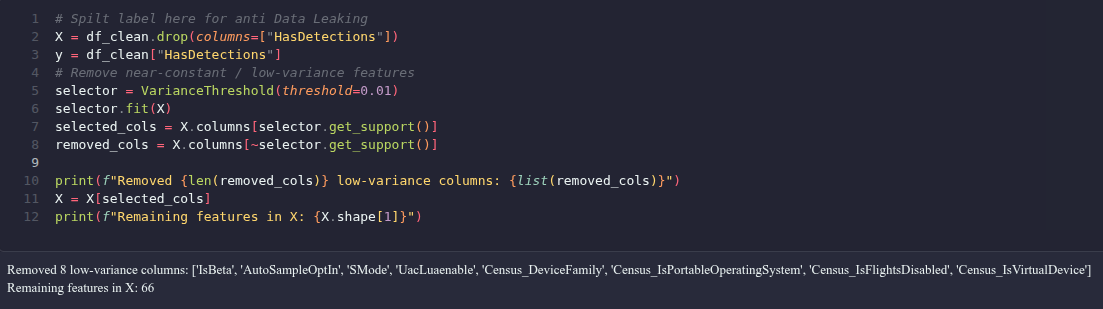 1 # Spilt label here for anti Data Leaking
2 X = df_clean.drop(columns=["HasDetections"])
3 y = df_clean["HasDetections"]
4 # Remove near-constant / low-variance features
5 selector = VarianceThreshold(threshold=0.01)
6 selector.fit(X)
7 selected_cols = X.columns[selector.get_support()]
8 removed_cols = X.columns[~selector.get_support()]
9
10 print(f"Removed {len(removed_cols)} low-variance columns: {list(removed_cols)}")
11 X = X[selected_cols]
12 print(f"Remaining features in X: {X.shape[1]}")
Removed 8 low-variance columns: ['IsBeta', 'AutoSampleOptIn', 'SMode', 'UacLuaenable', 'Census_DeviceFamily', 'Census_IsPortableOperatingSystem', 'Census_IsFlightsDisabled', 'Census_IsVirtualDevice']
Remaining features in X: 66